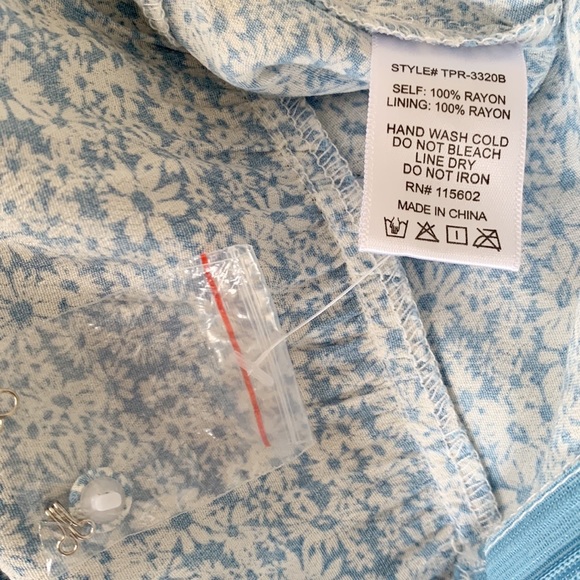 STYLE# TPR-3320B
SELF: 100% RAYON
LINING: 100% RAYON
HAND WASH COLD
DO NOT BLEACH
LINE DRY
DO NOT IRON
RN# 115602
MADE IN CHINA